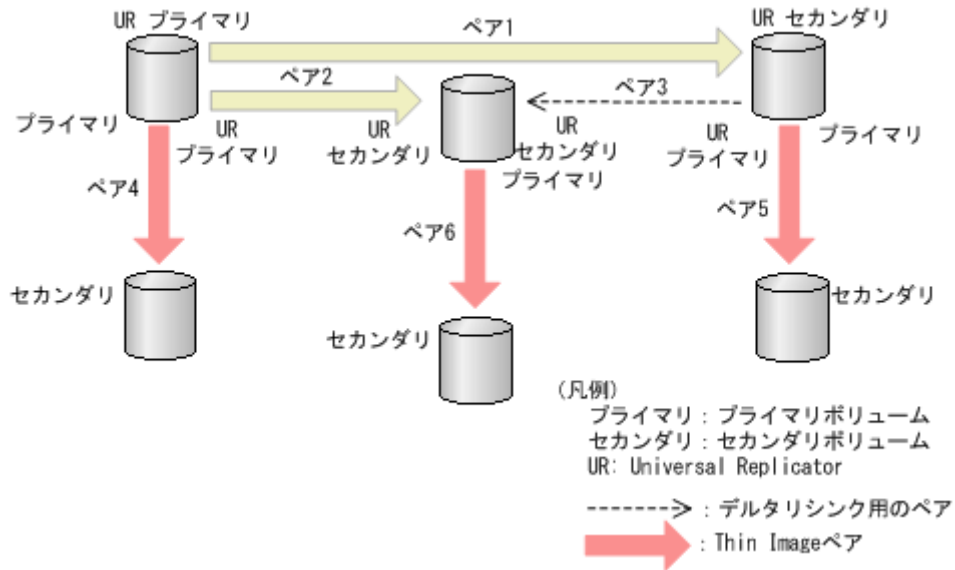 UR プライマリ
ペア1
UR セカンダリ
ペア2
ペア3
プライマリ
UR
プライマリ
UR
セカンダリ
UR
セカンダリ
プライマリ
UR
プライマリ
プライマリ
ペア4
ペア6
ペア5
セカンダリ
セカンダリ
セカンダリ
(凡例)
プライマリ：プライマリボリューム
セカンダリ：セカンダリボリューム
UR: Universal Replicator
：デルタリシンク用のペア
：Thin Imageペア